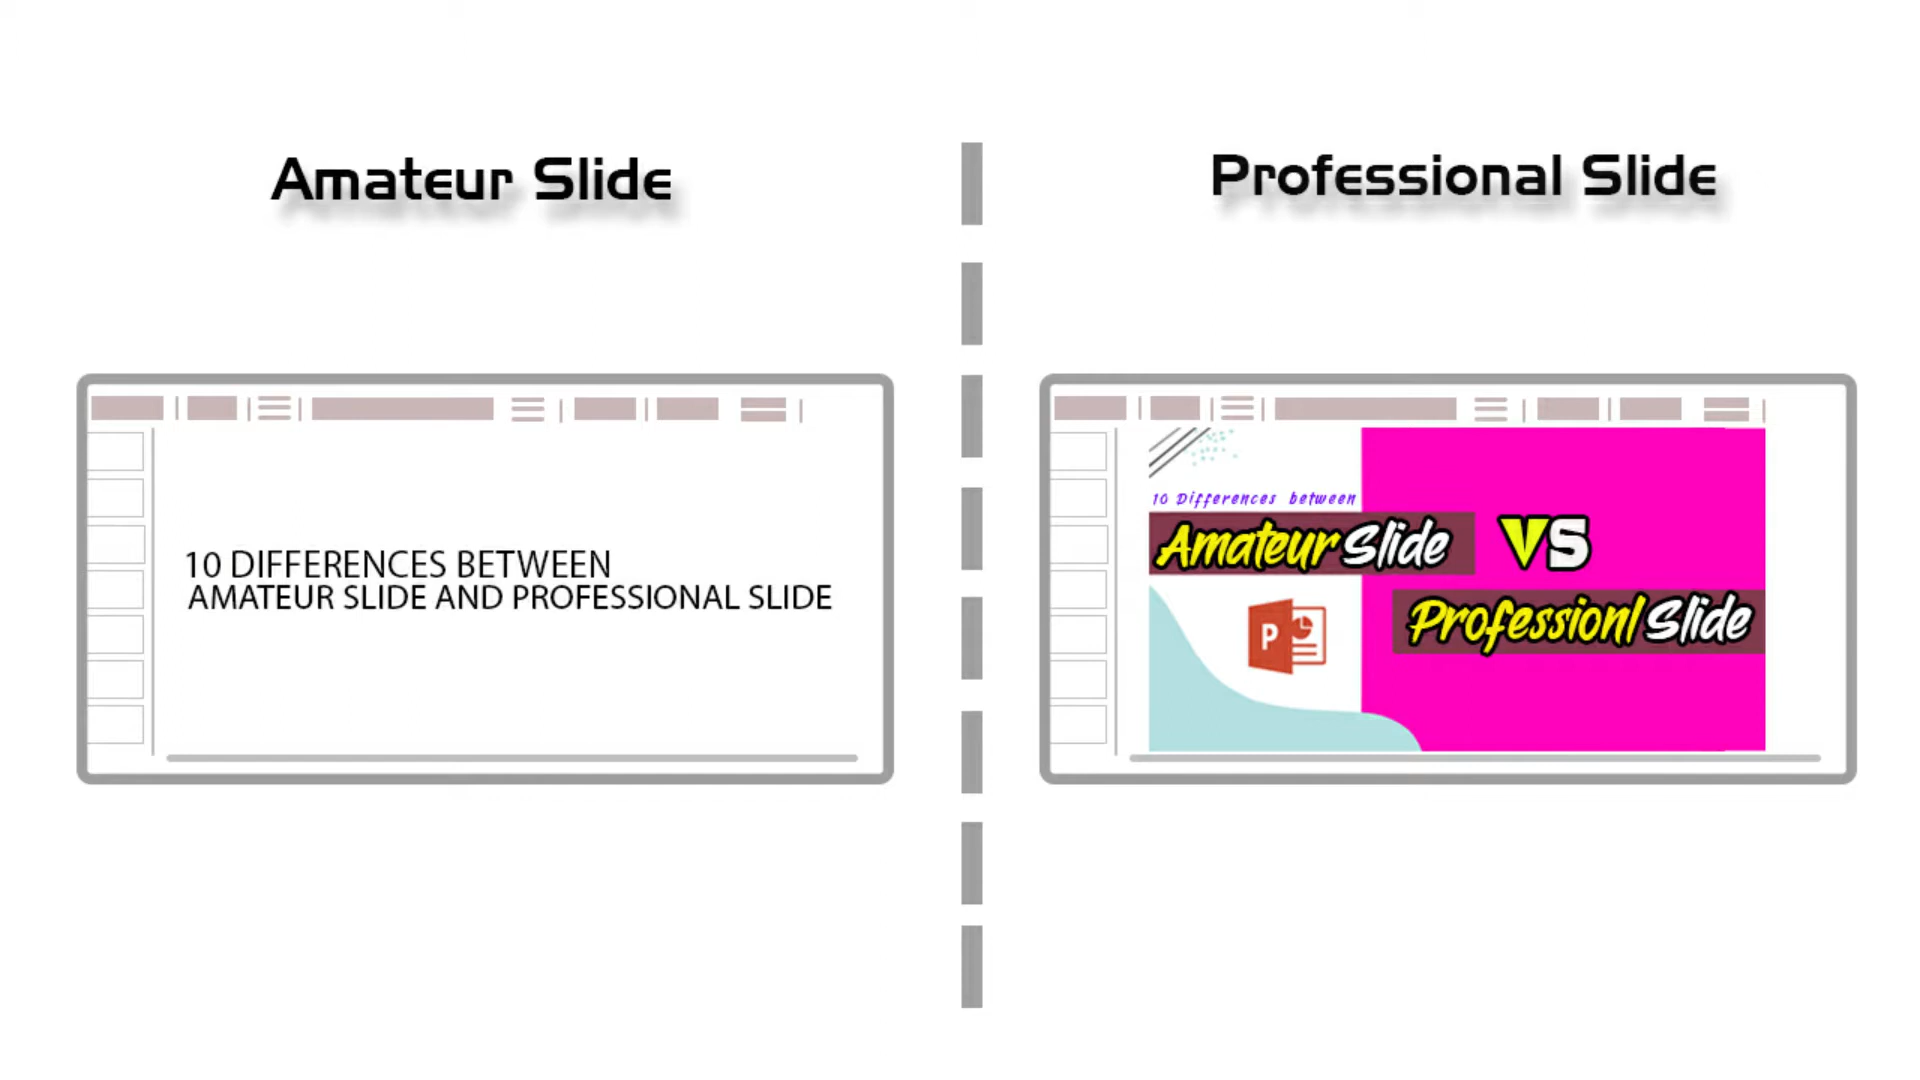 Amateur Slide
Professional Slide
10 DIFFERENCES BETWEEN
AMATEUR SLIDE AND PROFESSIONAL SLIDE
10 Differences between
Amateur Slide VS
Professionl Slide
P